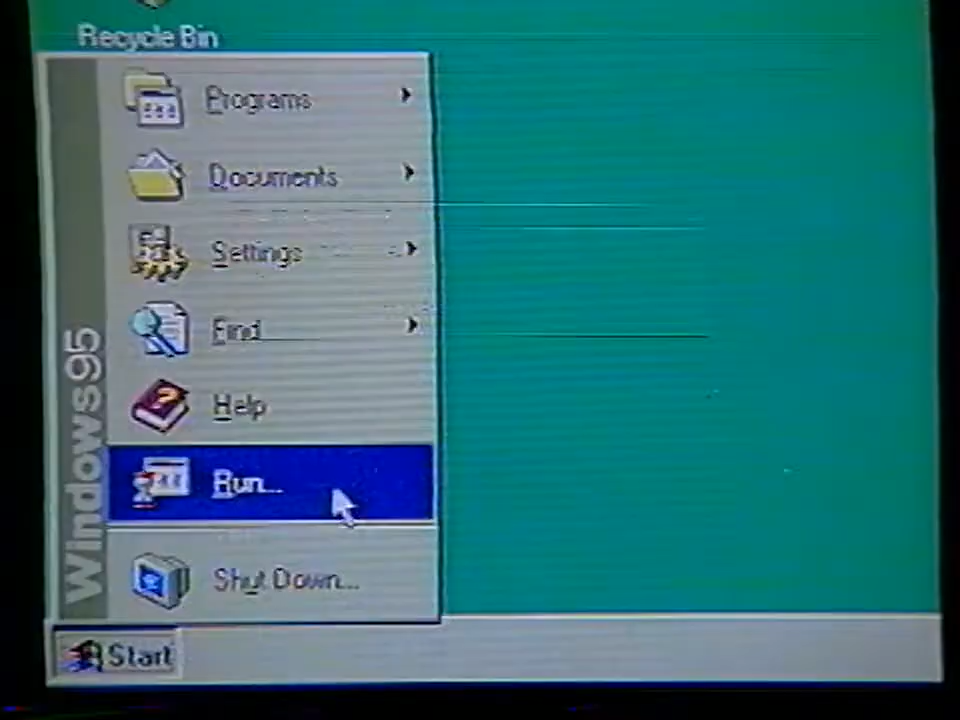 Recycle Bin
Programs
Documents
Settings
Find
Help
Run...
Shut Down...
Windows95
Start